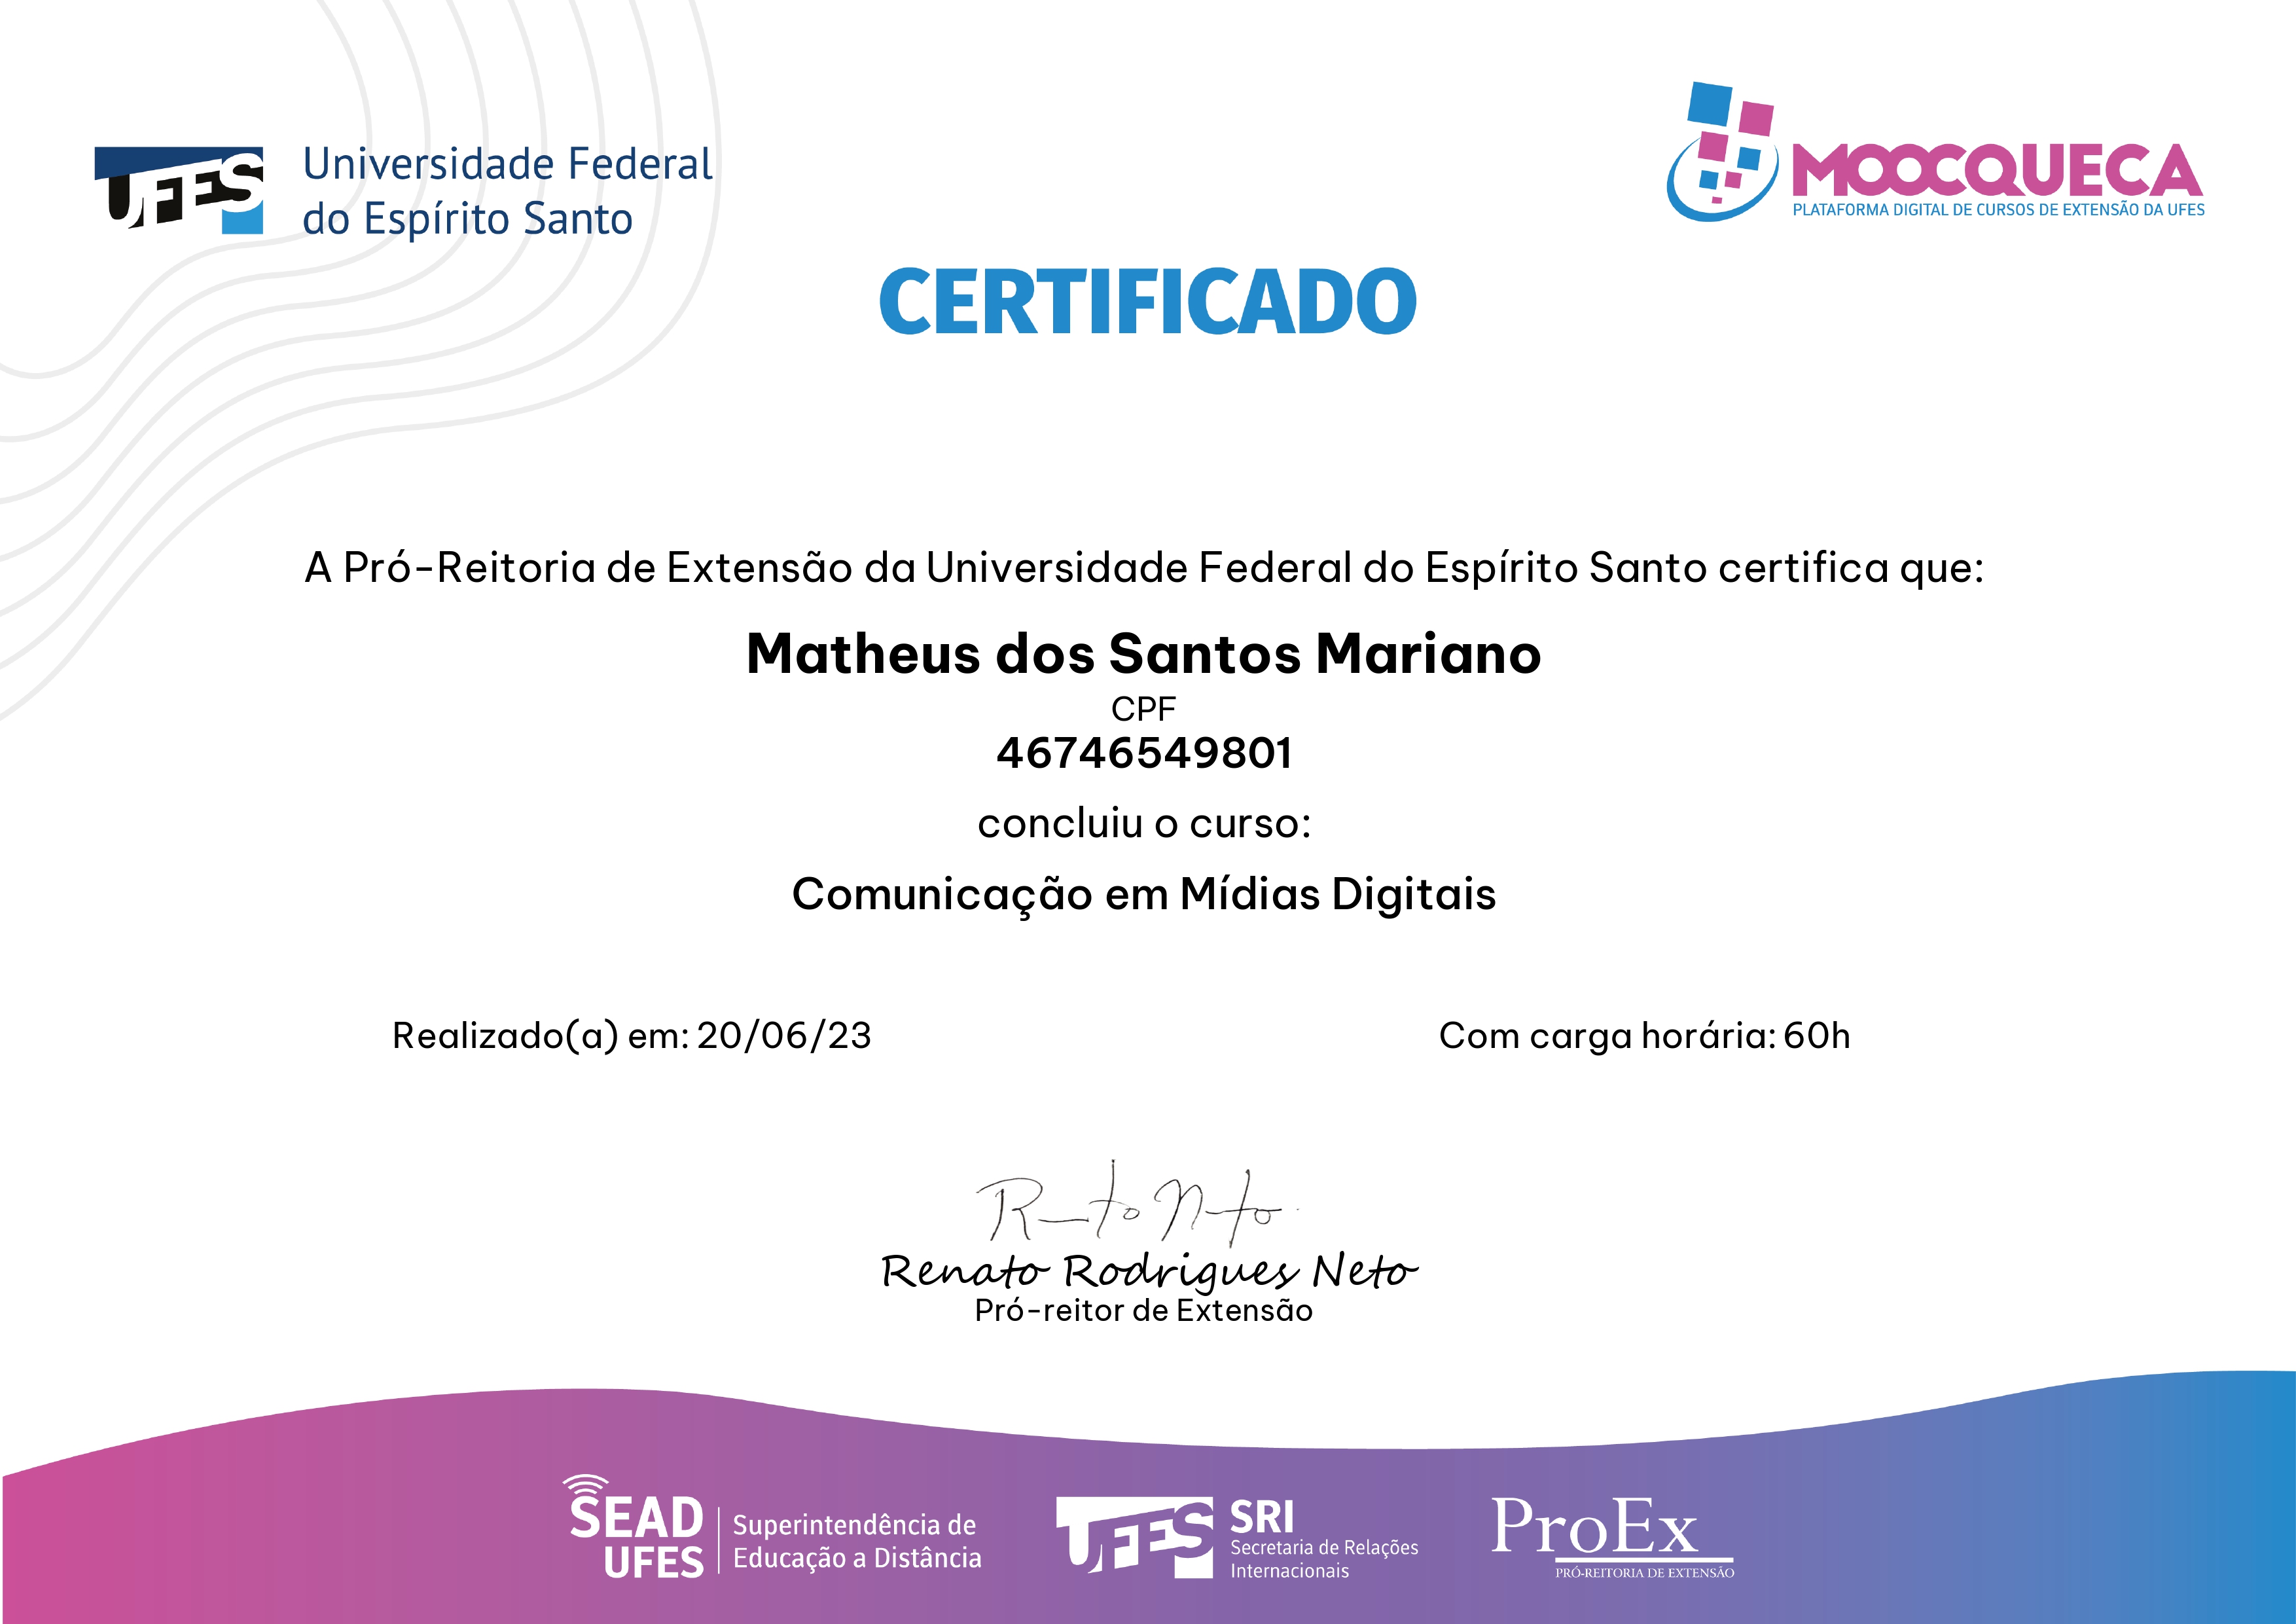 UFES
Universidade Federal
do Espírito Santo
MOOCQUECA
PLATAFORMA DIGITAL DE CURSOS DE EXTENSÃO DA UFES
CERTIFICADO
A Pró-Reitoria de Extensão da Universidade Federal do Espírito Santo certifica que:
Matheus dos Santos Mariano
CPF
46746549801
concluiu o curso:
Comunicação em Mídias Digitais
Realizado(a) em: 20/06/23
Com carga horária: 60h
Renato Rodrigues Neto
Pró-reitor de Extensão
SEAD
UFES
Superintendência de
Educação a Distância
UFES
SRI
Secretaria de Relações
Internacionais
ProEx
PRÓ-REITORIA DE EXTENSÃO